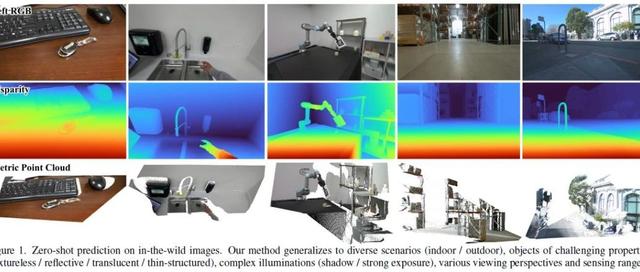 eft RGB
sparity
etric Point Cloud
gure 1. Zero-shot prediction on in-the-wild images. Our method generalizes to diverse scenarios (indoor / outdoor), objects of challenging propert
xtureless / reflective / translucent / thin-structured), complex illuminations (shadow / strong exposure), various viewing perspectives and sensing range